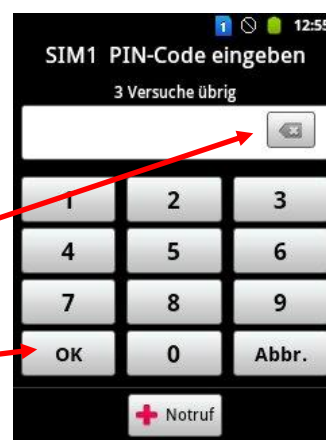 1 12:55
SIM1 PIN-Code eingeben
3 Versuche übrig
1 2 3
4 5 6
7 8 9
OK 0 Abbr.
Notruf